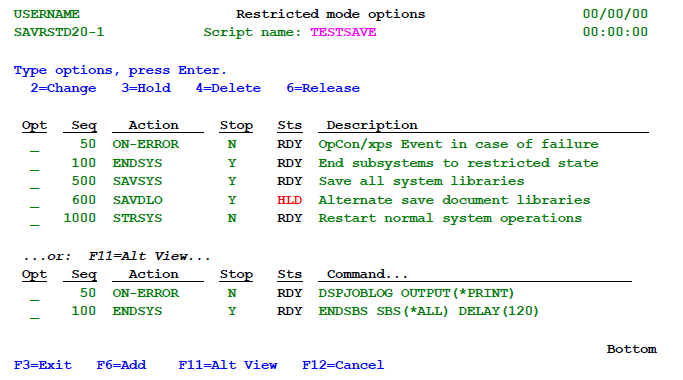 USERNAME Restricted mode options 00/00/00
SAVRSTD20-1 Script name: TESTSAVE 00:00:00
Type options, press Enter.
2=Change 3=Hold 4=Delete 6=Release
Opt Seq Action Stop Sts Description
_ 50 ON-ERROR N RDY OpCon/xps Event in case of failure
_ 100 ENDSYS Y RDY End subsystems to restricted state
_ 500 SAVSYS Y RDY Save all system libraries
_ 600 SAVDLO Y HLD Alternate save document libraries
_ 1000 STRSYS N RDY Restart normal system operations
...or: F11=Alt View...
Opt Seq Action Stop Sts Command...
_ 50 ON-ERROR N RDY DSPJOBLOG OUTPUT(*PRINT)
_ 100 ENDSYS Y RDY ENDSBS SBS(*ALL) DELAY(120)
Bottom
F3=Exit F6=Add F11=Alt View F12=Cancel